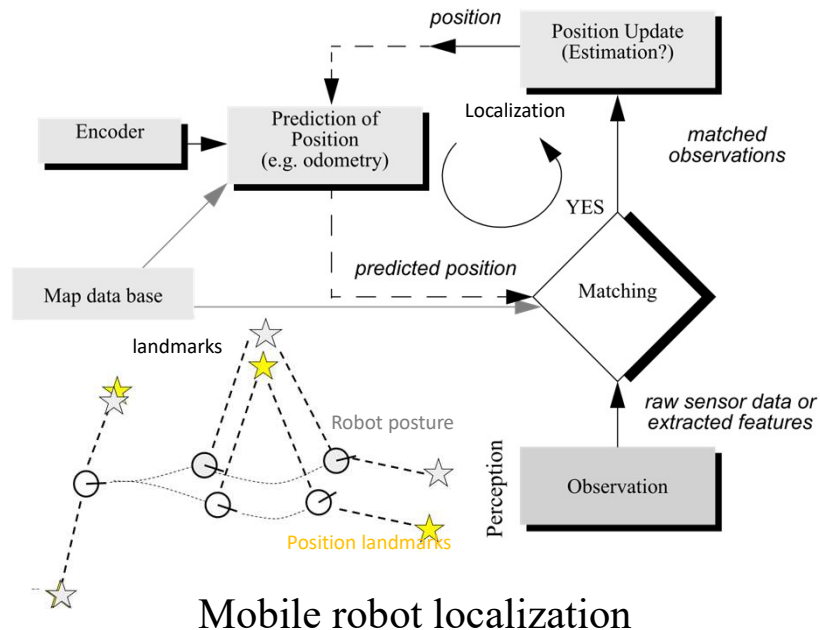 position
Position Update
(Estimation?)
Encoder
Prediction of
Position
(e.g. odometry)
Localization
matched
observations
YES
predicted position
Map data base
Matching
landmarks
raw sensor data or
extracted features
Robot posture
Perception
Observation
Position landmarks
Mobile robot localization